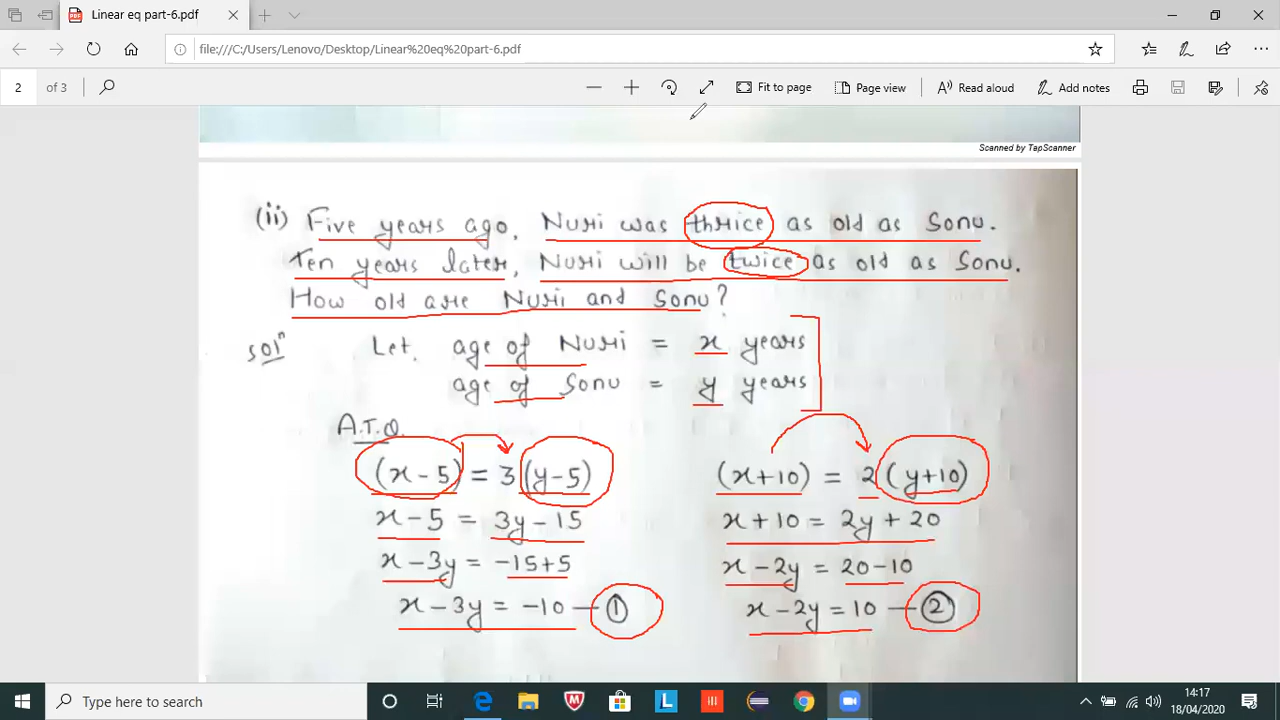 Linear eq part-6.pdf
file:///C:/Users/Lenovo/Desktop/Linear%20eq%20part-6.pdf
2 of 3 Fit to page Page view Read aloud Add notes
Scanned by TapScanner
(ii) Five years ago, Nuri was thrice as old as Sonu.
Ten years later, Nuri will be twice as old as Sonu.
How old are Nuri and Sonu?
Solⁿ Let, age of Nuri = x years
age of Sonu = y years
A.T.Q.
(x-5) = 3(y-5) (x+10) = 2(y+10)
x-5 = 3y-15 x+10 = 2y+20
x-3y = -15+5 x-2y = 20-10
x-3y = -10 — ① x-2y = 10 — ②
Type here to search
14:17
18/04/2020